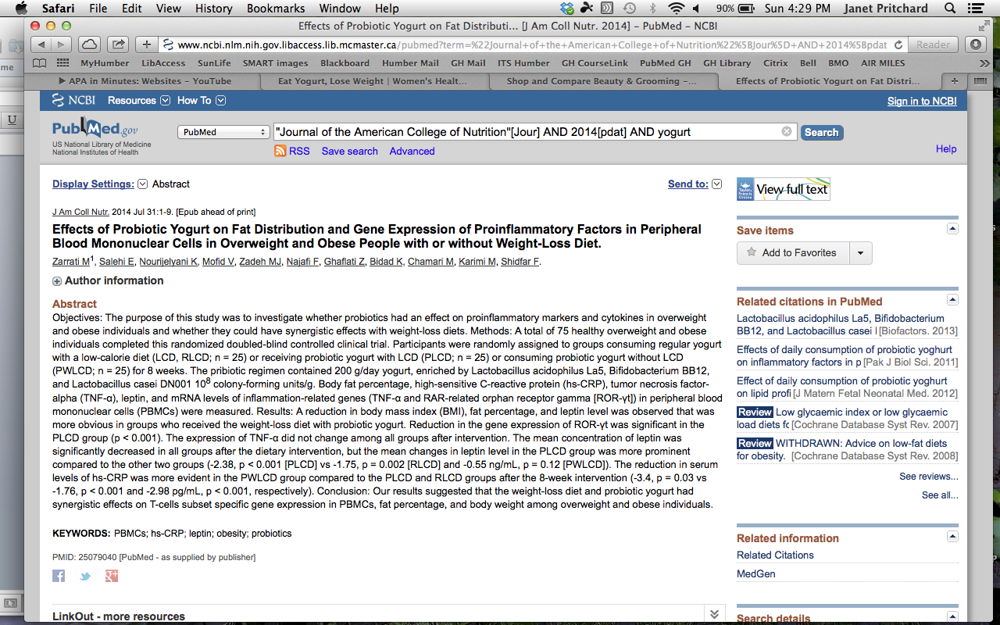 Safari File Edit View History Bookmarks Window Help 90% Sun 4:29 PM Janet Pritchard
Effects of Probiotic Yogurt on Fat Distributi... [J Am Coll Nutr. 2014] – PubMed – NCBI
www.ncbi.nlm.nih.gov.libaccess.lib.mcmaster.ca/pubmed?term=%22Journal+of+the+American+College+of+Nutrition%22%5BJour%5D+AND+2014%5Bpdat Reader
MyHumber LibAccess SunLife SMART images Blackboard Humber Mail GH Mail ITS Humber GH CourseLink PubMed GH GH Library Citrix Bell BMO AIR MILES
me
▶ APA in Minutes: Websites – YouTube Eat Yogurt, Lose Weight | Women's Healt... Shop and Compare Beauty & Grooming –... Effects of Probiotic Yogurt on Fat Distri... +
U
NCBI Resources How To Sign in to NCBI
PubMed.gov
US National Library of Medicine
National Institutes of Health
PubMed "Journal of the American College of Nutrition"[Jour] AND 2014[pdat] AND yogurt Search
RSS Save search Advanced Help
Display Settings: Abstract Send to:
J Am Coll Nutr. 2014 Jul 31:1-9. [Epub ahead of print]
Effects of Probiotic Yogurt on Fat Distribution and Gene Expression of Proinflammatory Factors in Peripheral
Blood Mononuclear Cells in Overweight and Obese People with or without Weight-Loss Diet.
Zarrati M1, Salehi E, Nourijelyani K, Mofid V, Zadeh MJ, Najafi F, Ghaflati Z, Bidad K, Chamari M, Karimi M, Shidfar F.
Author information
Abstract
Objectives: The purpose of this study was to investigate whether probiotics had an effect on proinflammatory markers and cytokines in overweight
and obese individuals and whether they could have synergistic effects with weight-loss diets. Methods: A total of 75 healthy overweight and obese
individuals completed this randomized doubled-blind controlled clinical trial. Participants were randomly assigned to groups consuming regular yogurt
with a low-calorie diet (LCD, RLCD; n = 25) or receiving probiotic yogurt with LCD (PLCD; n = 25) or consuming probiotic yogurt without LCD
(PWLCD; n = 25) for 8 weeks. The pribiotic regimen contained 200 g/day yogurt, enriched by Lactobacillus acidophilus La5, Bifidobacterium BB12,
and Lactobacillus casei DN001 10⁸ colony-forming units/g. Body fat percentage, high-sensitive C-reactive protein (hs-CRP), tumor necrosis factor-
alpha (TNF-α), leptin, and mRNA levels of inflammation-related genes (TNF-α and RAR-related orphan receptor gamma [ROR-γt]) in peripheral blood
mononuclear cells (PBMCs) were measured. Results: A reduction in body mass index (BMI), fat percentage, and leptin level was observed that was
more obvious in groups who received the weight-loss diet with probiotic yogurt. Reduction in the gene expression of ROR-γt was significant in the
PLCD group (p < 0.001). The expression of TNF-α did not change among all groups after intervention. The mean concentration of leptin was
significantly decreased in all groups after the dietary intervention, but the mean changes in leptin level in the PLCD group was more prominent
compared to the other two groups (-2.38, p < 0.001 [PLCD] vs -1.75, p = 0.002 [RLCD] and -0.55 ng/mL, p = 0.12 [PWLCD]). The reduction in serum
levels of hs-CRP was more evident in the PWLCD group compared to the PLCD and RLCD groups after the 8-week intervention (-3.4, p = 0.03 vs
-1.76, p < 0.001 and -2.98 pg/mL, p < 0.001, respectively). Conclusion: Our results suggested that the weight-loss diet and probiotic yogurt had
synergistic effects on T-cells subset specific gene expression in PBMCs, fat percentage, and body weight among overweight and obese individuals.
KEYWORDS: PBMCs; hs-CRP; leptin; obesity; probiotics
PMID: 25079040 [PubMed - as supplied by publisher]
LinkOut - more resources
Taylor & Francis Online View full text
Save items
Add to Favorites
Related citations in PubMed
Lactobacillus acidophilus La5, Bifidobacterium
BB12, and Lactobacillus casei [Biofactors. 2013]
Effects of daily consumption of probiotic yoghurt
on inflammatory factors in p [Pak J Biol Sci. 2011]
Effect of daily consumption of probiotic yoghurt
on lipid profi [J Matern Fetal Neonatal Med. 2012]
Review Low glycaemic index or low glycaemic
load diets fo [Cochrane Database Syst Rev. 2007]
Review WITHDRAWN: Advice on low-fat diets
for obesity. [Cochrane Database Syst Rev. 2008]
See reviews...
See all...
Related information
Related Citations
MedGen
Search details